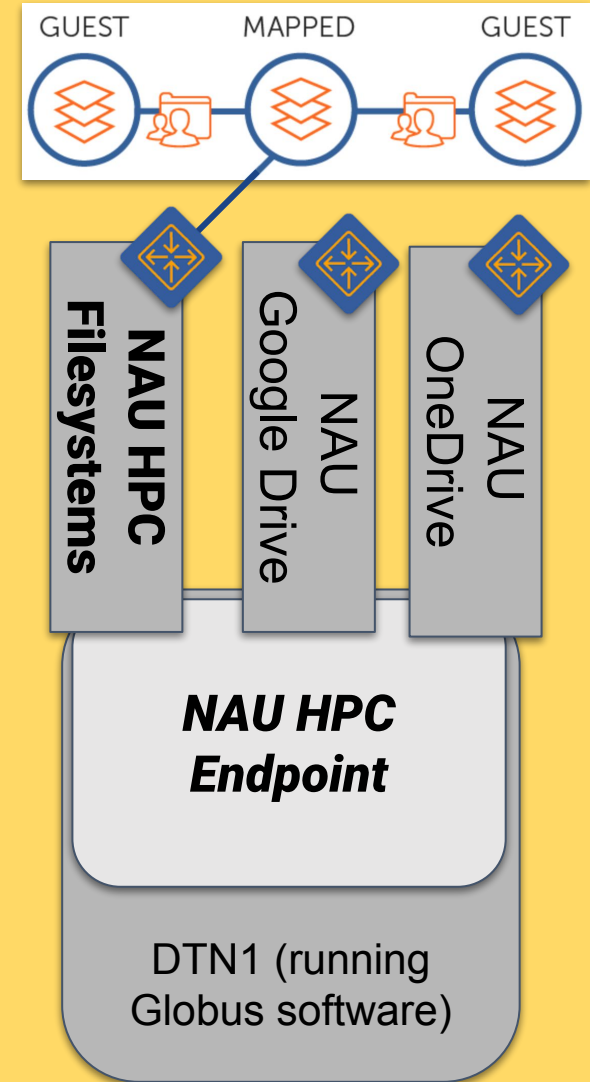 GUEST MAPPED GUEST
NAU HPC
Filesystems
NAU
Google Drive
NAU
OneDrive
NAU HPC
Endpoint
DTN1 (running
Globus software)